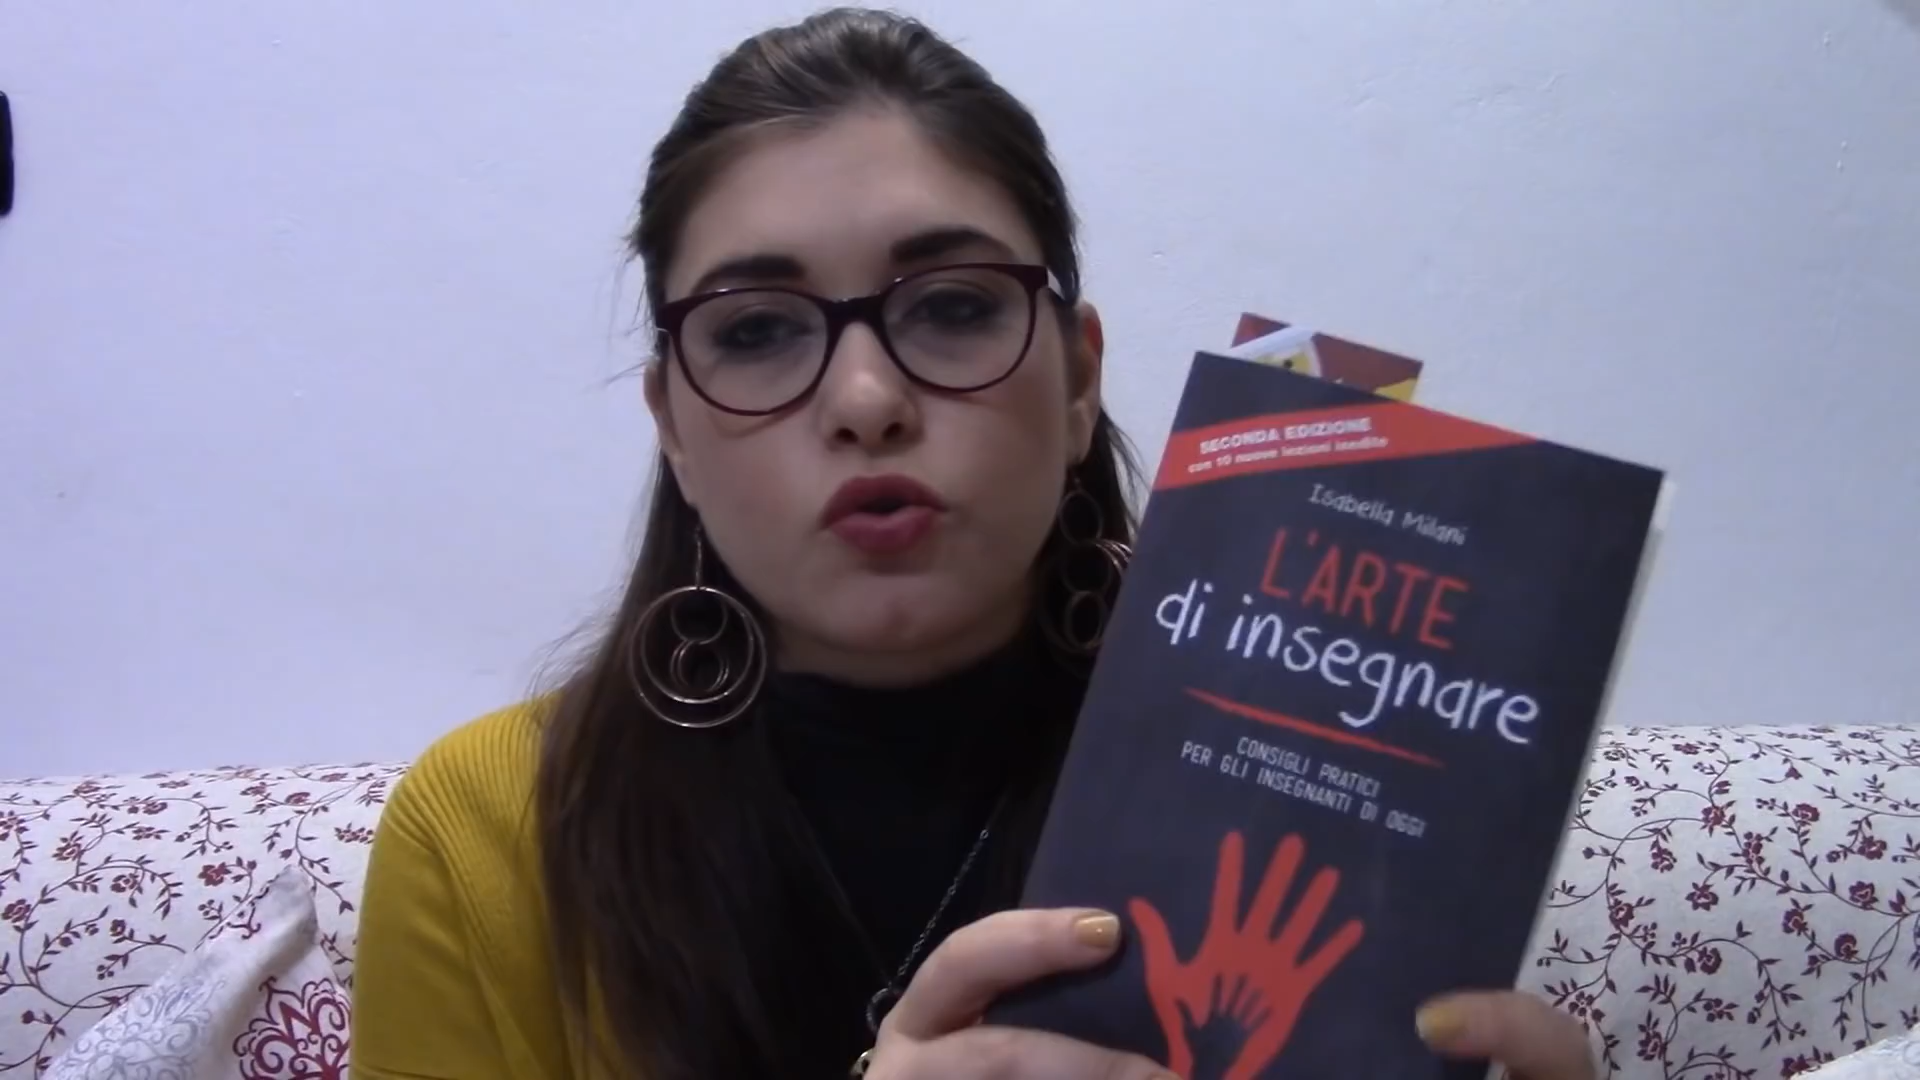 SECONDA EDIZIONE
con 10 nuove lezioni inedite
Isabella Milani
L'ARTE
di insegnare
CONSIGLI PRATICI
PER GLI INSEGNANTI DI OGGI